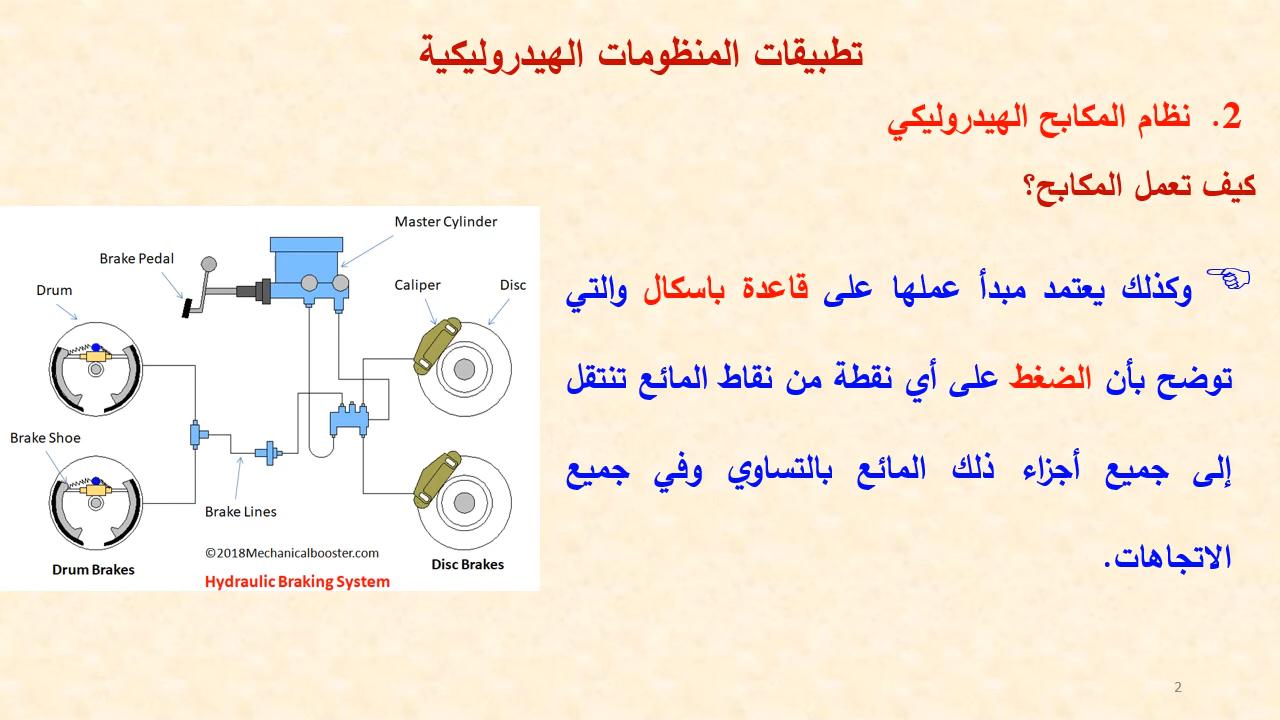 تطبيقات المنظومات الهيدروليكية
2. نظام المكابح الهيدروليكي
كيف تعمل المكابح؟
وكذلك يعتمد مبدأ عملها على قاعدة باسكال والتي
توضح بأن الضغط على أي نقطة من نقاط المائع تنتقل
إلى جميع أجزاء ذلك المائع بالتساوي وفي جميع
الاتجاهات.
Master Cylinder
Brake Pedal
Drum
Caliper
Disc
Brake Shoe
Brake Lines
©2018Mechanicalbooster.com
Drum Brakes
Disc Brakes
Hydraulic Braking System
2